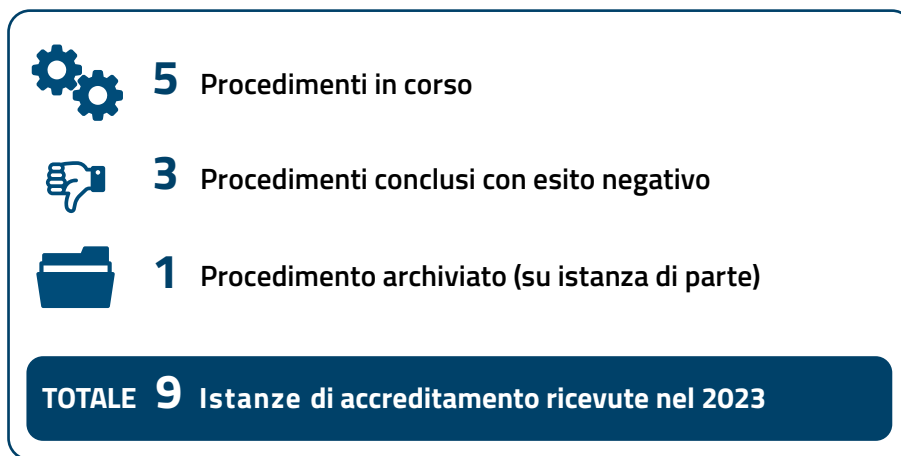 5 Procedimenti in corso
3 Procedimenti conclusi con esito negativo
1 Procedimento archiviato (su istanza di parte)
TOTALE 9 Istanze di accreditamento ricevute nel 2023